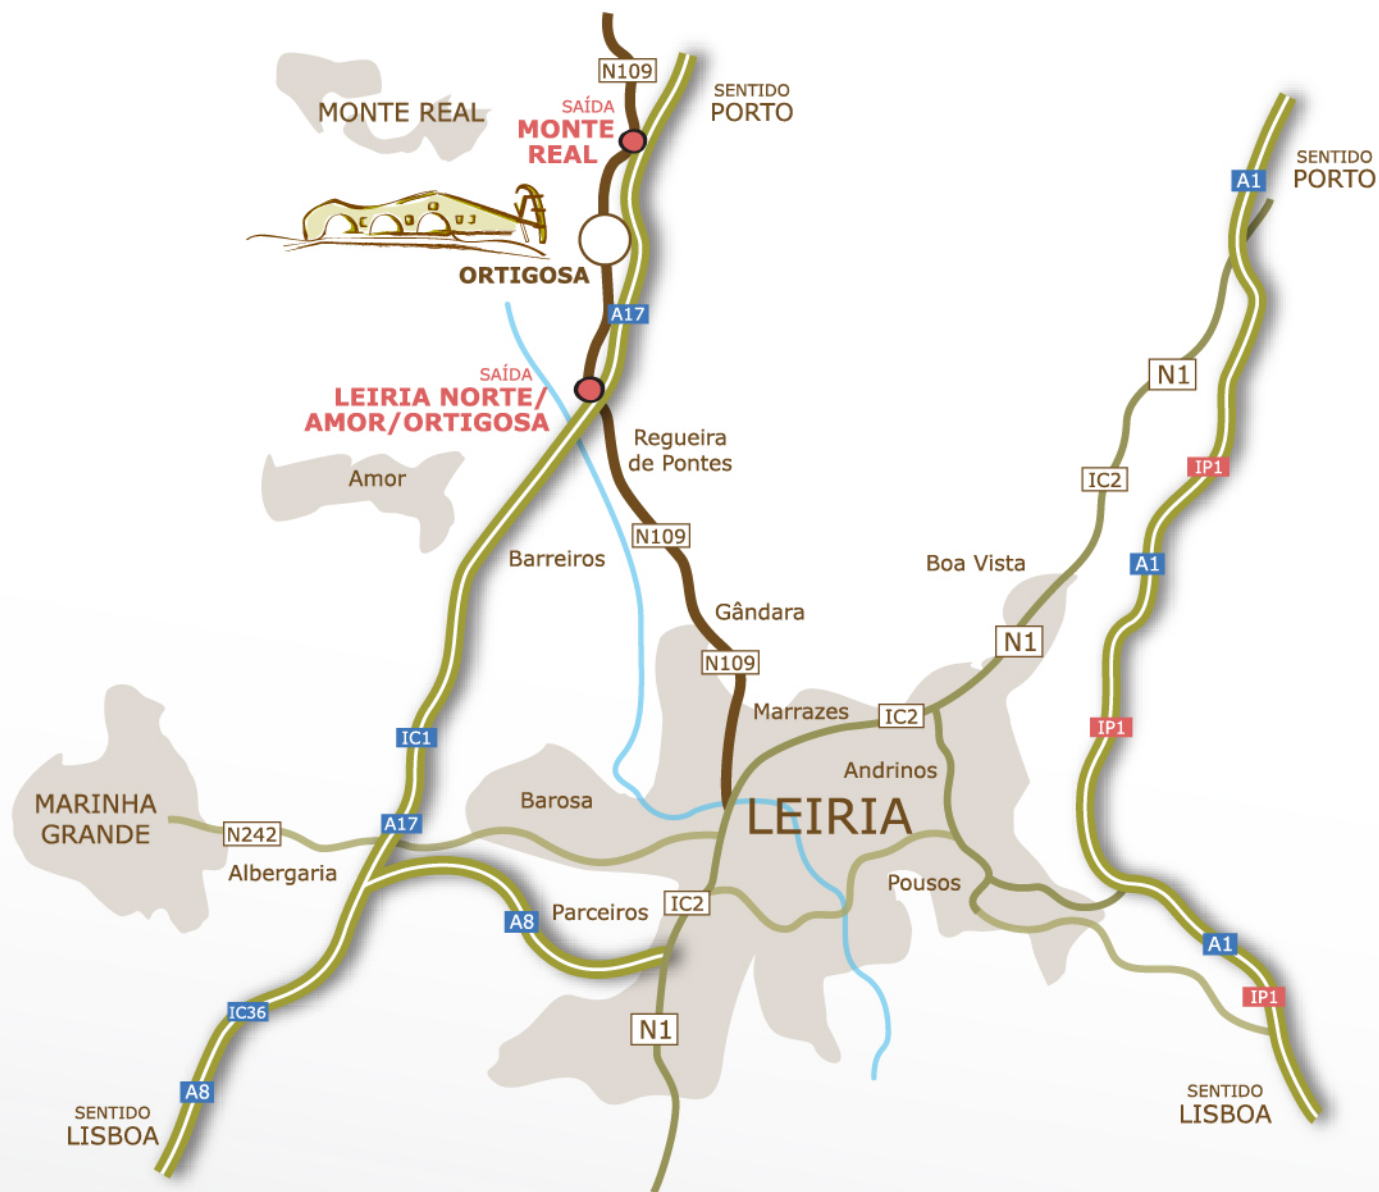 N109
SENTIDO
PORTO
SAÍDA
MONTE
REAL
MONTE REAL
SENTIDO
PORTO
A1
ORTIGOSA
A17
SAÍDA
LEIRIA NORTE/
AMOR/ORTIGOSA
N1
Regueira
de Pontes
IP1
Amor
IC2
N109
Barreiros
Boa Vista
A1
Gândara
N1
N109
Marrazes
IC2
IP1
IC1
Andrinos
MARINHA
GRANDE
Barosa
LEIRIA
A17
N242
Albergaria
Pousos
Parceiros
IC2
A8
A1
IP1
IC36
N1
A8
SENTIDO
LISBOA
SENTIDO
LISBOA